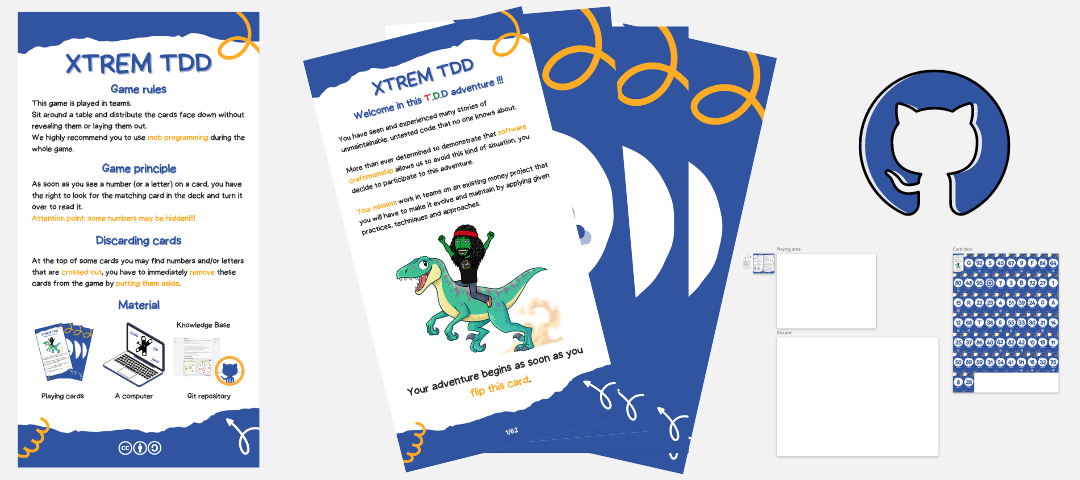 XTREM TDD
Game rules
This game is played in teams.
Sit around a table and distribute the cards face down without
revealing them or laying them out.
We highly recommend you to use mob programming during the
whole game.
Game principle
As soon as you see a number (or a letter) on a card, you have
the right to look for the matching card in the deck and turn it
over to read it.
Attention point: some numbers may be hidden!!!
Discarding cards
At the top of some cards you may find numbers and/or letters
that are crossed out, you have to immediately remove these
cards from the game by putting them aside.
Material
Knowledge Base
Playing cards
A computer
Git repository
XTREM TDD
Welcome in this T.D.D adventure !!!
You have seen and experienced many stories of
unmaintainable, untested code that no one knows about.
More than ever determined to demonstrate that software
craftsmanship allows us to avoid this kind of situation, you
decide to participate to this adventure.
Your mission: work in teams on an existing money project that
you will have to make it evolve and maintain by applying given
practices, techniques and approaches.
Your adventure begins as soon as you
flip this card.
1/62
Playing area
Discard
Card deck